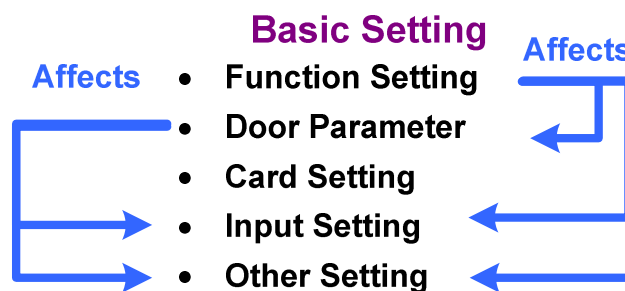 Basic Setting
Affects
Affects
• Function Setting
• Door Parameter
• Card Setting
• Input Setting
• Other Setting